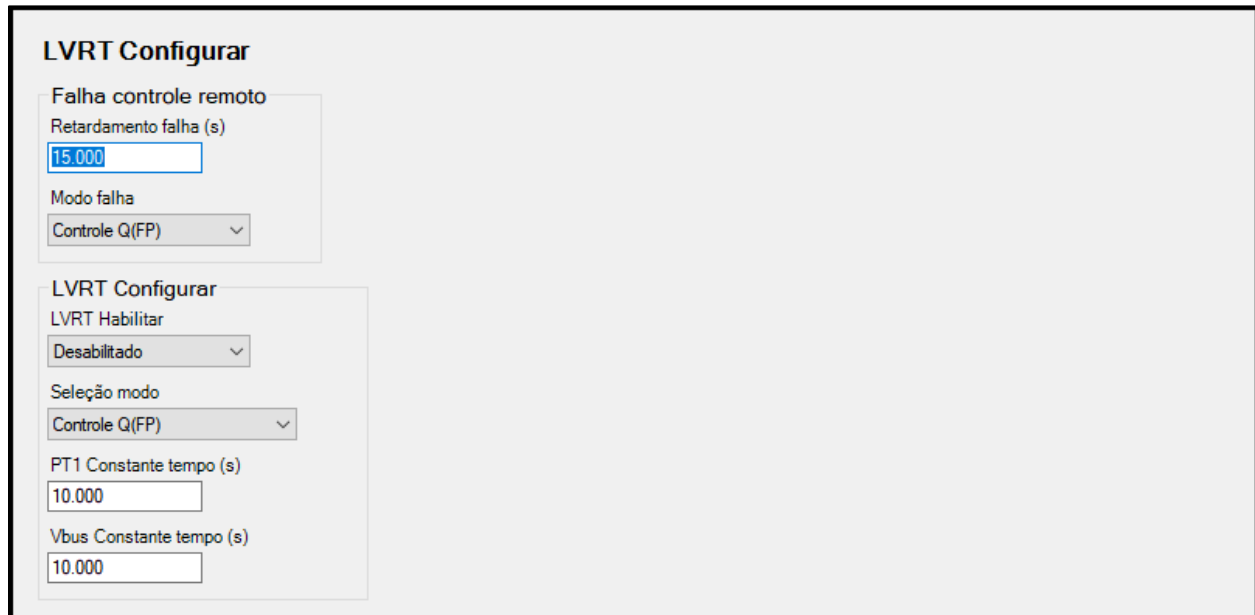 LVRT Configurar
Falha controle remoto
Retardamento falha (s)
15.000
Modo falha
Controle Q(FP)
LVRT Configurar
LVRT Habilitar
Desabilitado
Seleção modo
Controle Q(FP)
PT1 Constante tempo (s)
10.000
Vbus Constante tempo (s)
10.000